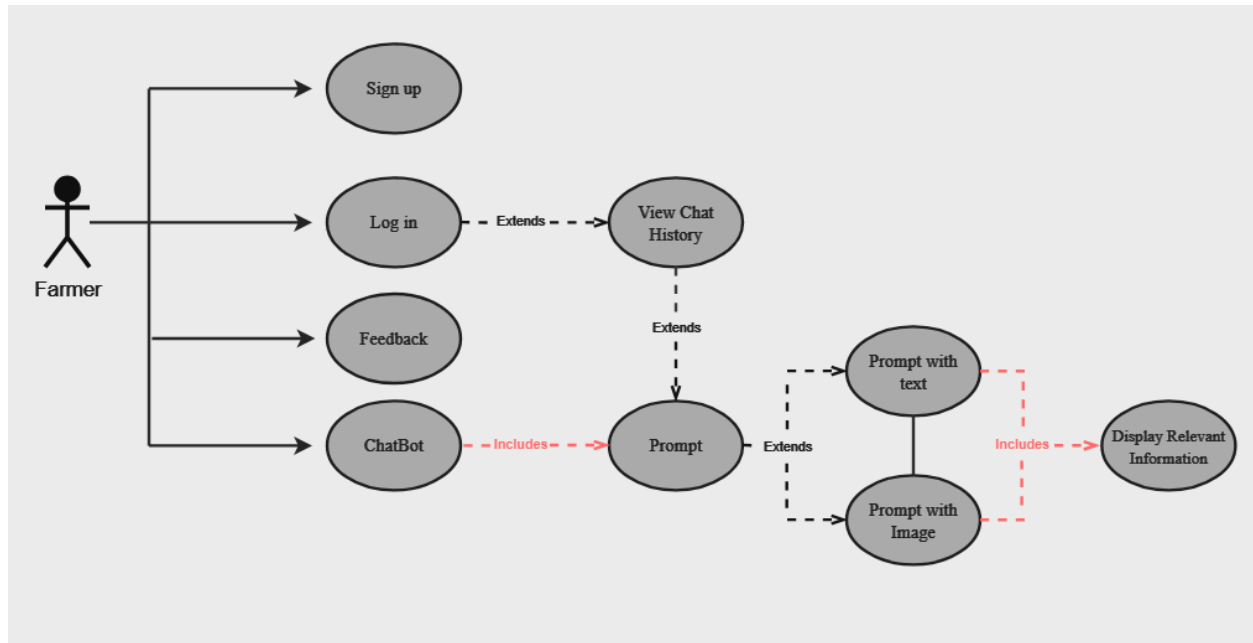 Sign up
Log in
Extends
View Chat
History
Farmer
Extends
Feedback
Prompt with
text
ChatBot
Includes
Prompt
Extends
Includes
Display Relevant
Information
Prompt with
Image